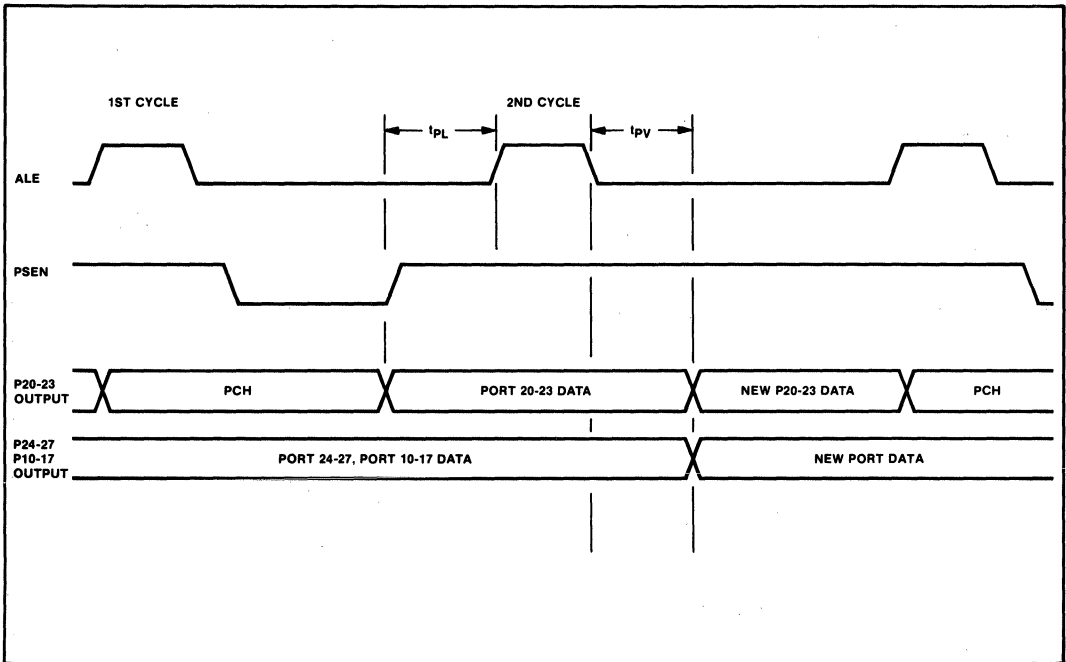 1ST CYCLE
2ND CYCLE
tPL
tPV
ALE
PSEN
P20-23
OUTPUT
PCH
PORT 20-23 DATA
NEW P20-23 DATA
PCH
P24-27
P10-17
OUTPUT
PORT 24-27, PORT 10-17 DATA
NEW PORT DATA